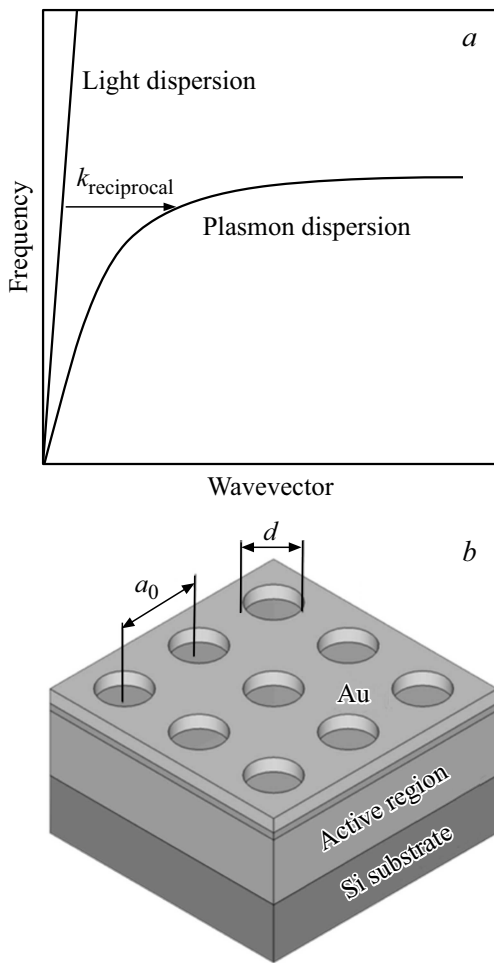 a
Light dispersion
k_reciprocal
Plasmon dispersion
Frequency
Wavevector
b
d
a_0
Au
Active region
Si substrate